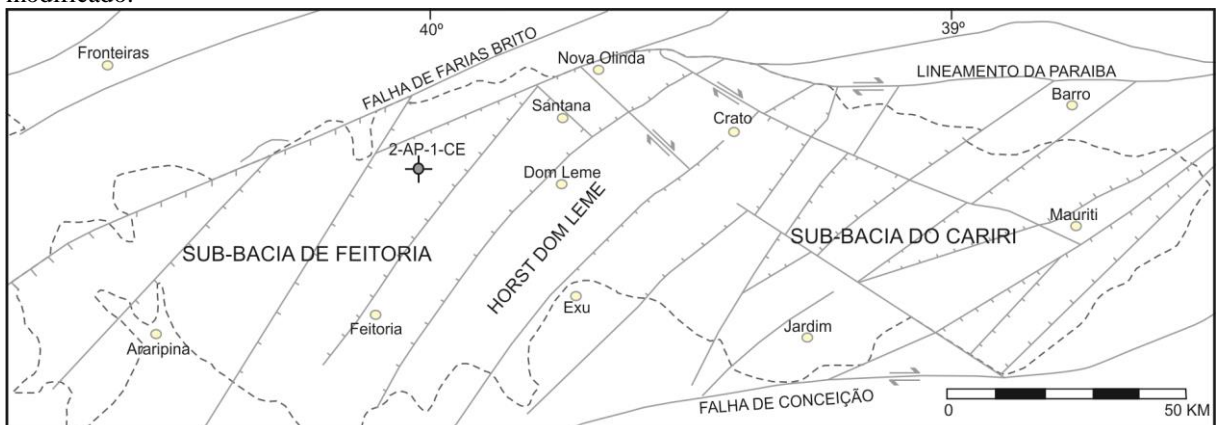 modificado.
40º
39º
Fronteiras
FALHA DE FARIAS BRITO
Nova Olinda
LINEAMENTO DA PARAIBA
Santana
Barro
Crato
2-AP-1-CE
Dom Leme
HORST DOM LEME
Mauriti
SUB-BACIA DE FEITORIA
SUB-BACIA DO CARIRI
Exu
Feitoria
Jardim
Araripina
FALHA DE CONCEIÇÃO
0
50 KM